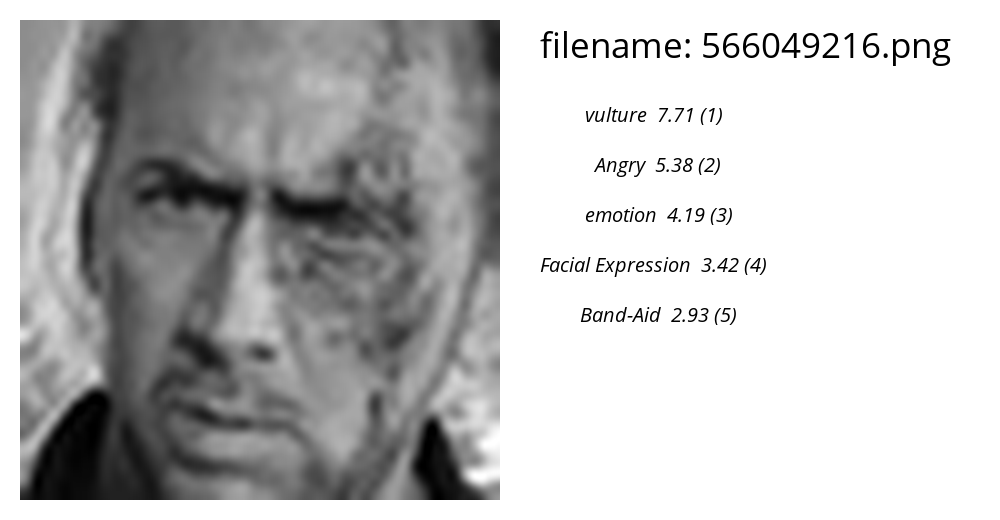 filename: 566049216.png
vulture 7.71 (1)
Angry 5.38 (2)
emotion 4.19 (3)
Facial Expression 3.42 (4)
Band-Aid 2.93 (5)